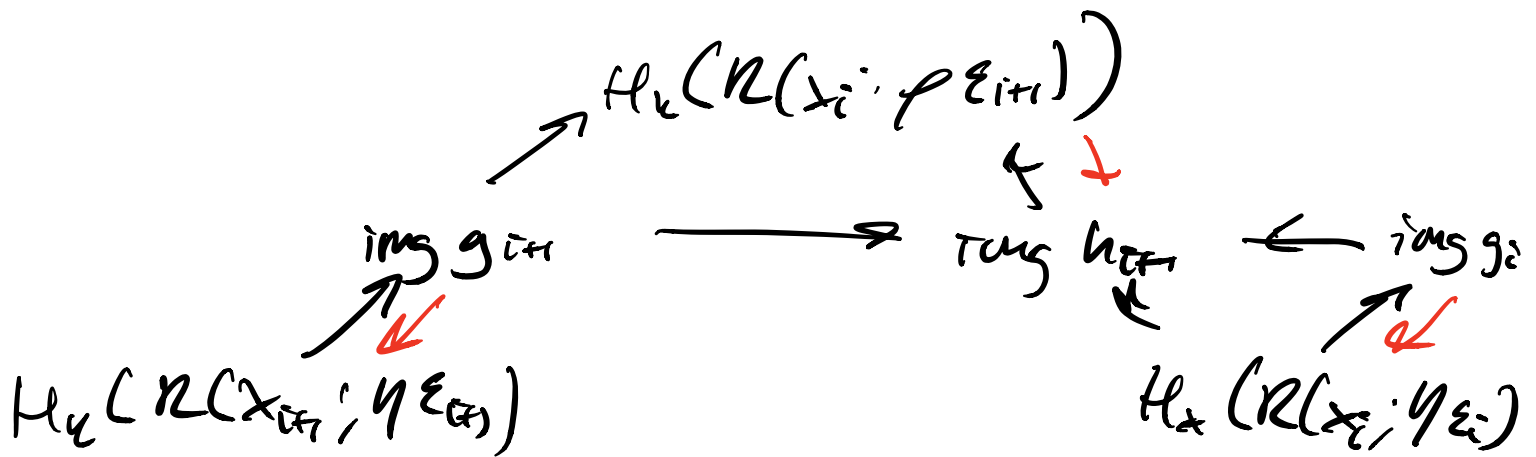 H_k(R(X_i; ρε_{i+1}))
img g_{i+1} → img h_{i+1} ← img g_i
H_k(R(X_{i+1}; ηε_{i+1}) H_k(R(X_i; ηε_i)